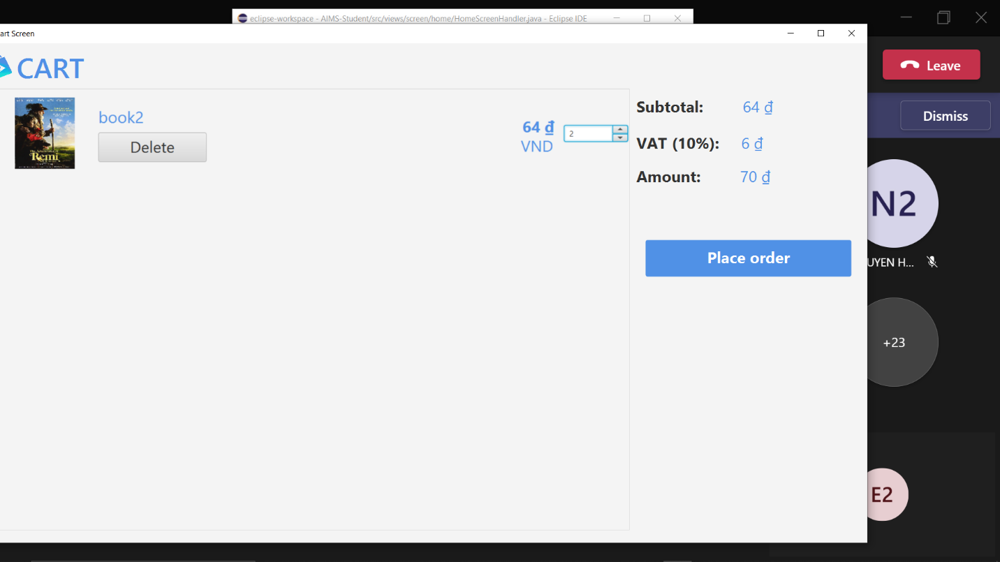 eclipse-workspace - AIMS-Student/src/views/screen/home/HomeScreenHandler.java - Eclipse IDE
art Screen
CART
Leave
Dismiss
book2
Delete
64 ₫
VND
2
Remi
Subtotal: 64 ₫
VAT (10%): 6 ₫
Amount: 70 ₫
Place order
N2
UYEN H...
+23
E2